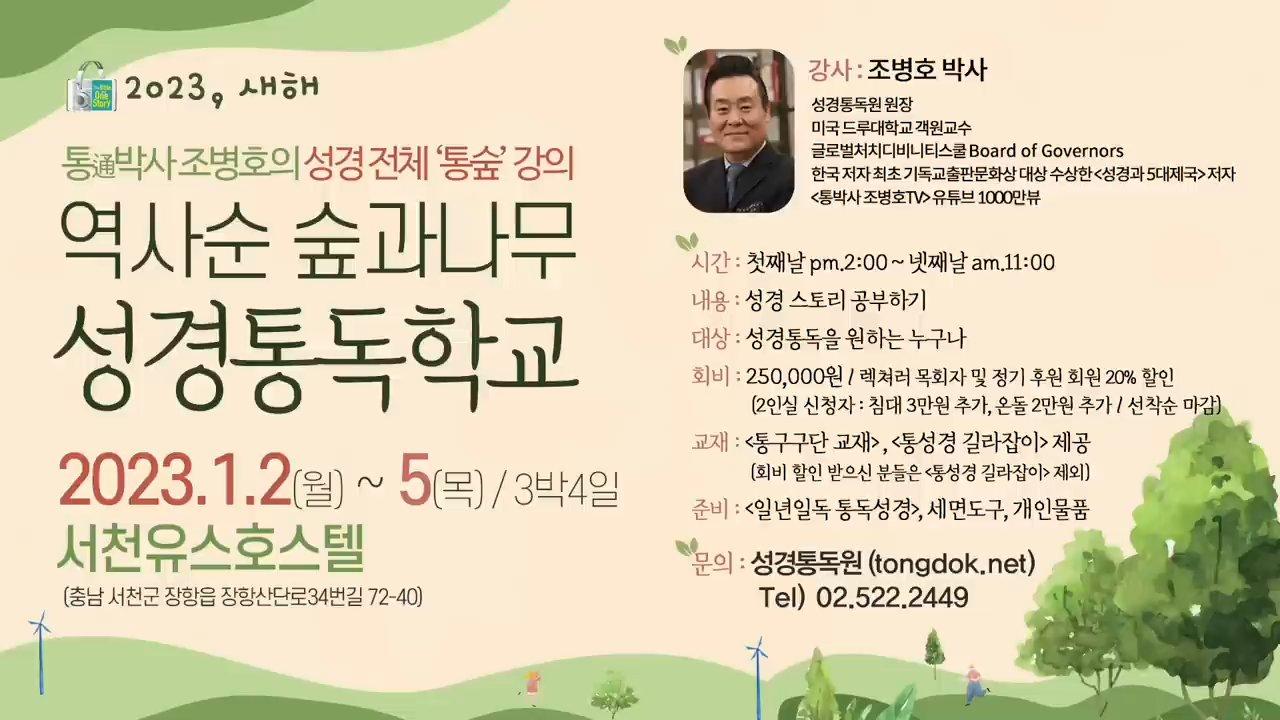 2023, 새해
통通박사 조병호의 성경 전체 ‘통숲’ 강의
역사순 숲과나무
성경통독학교
2023.1.2(월) ~ 5(목) / 3박4일
서천유스호스텔
(충남 서천군 장항읍 장항산단로34번길 72-40)
강사 : 조병호 박사
성경통독원 원장
미국 드루대학교 객원교수
글로벌처치디비니티스쿨 Board of Governors
한국 저자 최초 기독교출판문화상 대상 수상한 <성경과 5대제국> 저자
<통박사 조병호TV> 유튜브 1000만뷰
시간 : 첫째날 pm.2:00 ~ 넷째날 am.11:00
내용 : 성경 스토리 공부하기
대상 : 성경통독을 원하는 누구나
회비 : 250,000원 / 렉쳐러 목회자 및 정기 후원 회원 20% 할인
(2인실 신청자 : 침대 3만원 추가, 온돌 2만원 추가 / 선착순 마감)
교재 : <통구구단 교재>, <통성경 길라잡이> 제공
(회비 할인 받으신 분들은 <통성경 길라잡이> 제외)
준비 : <일년일독 통독성경>, 세면도구, 개인물품
문의 : 성경통독원 (tongdok.net)
Tel) 02.522.2449